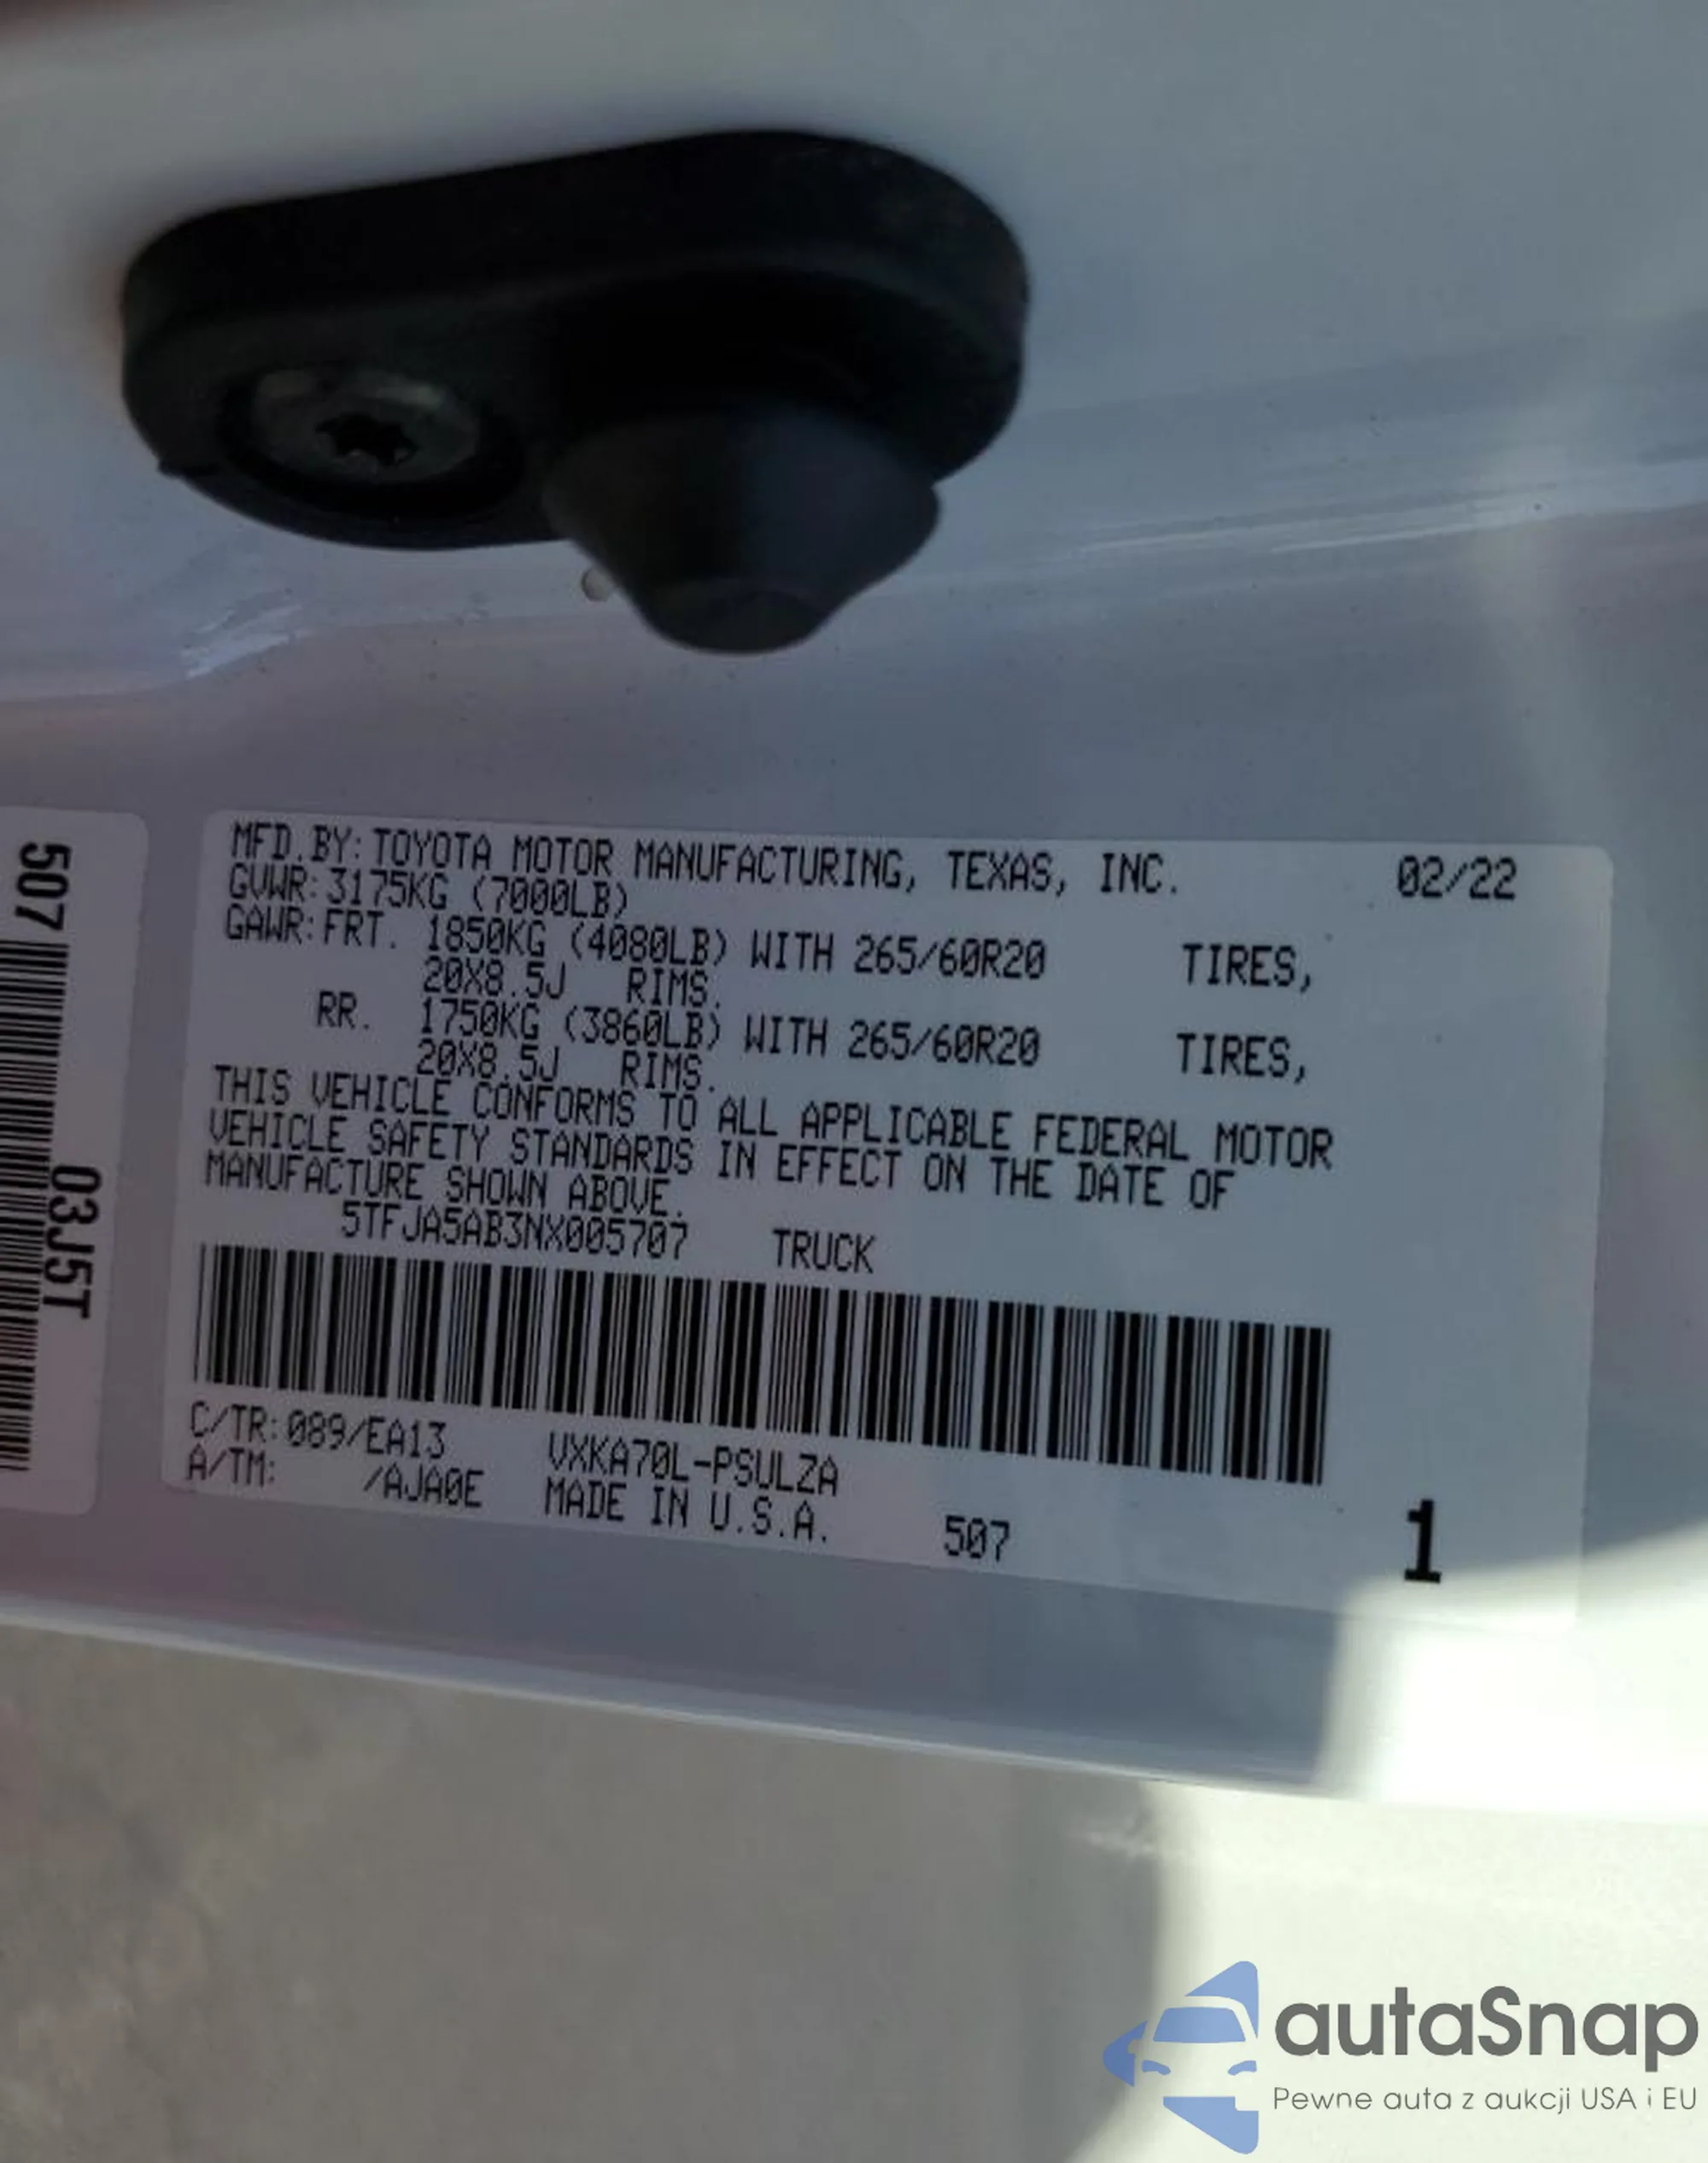 MFD.BY: TOYOTA MOTOR MANUFACTURING, TEXAS, INC. 02/22
GVWR: 3175KG (7000LB)
GAWR: FRT. 1850KG (4080LB) WITH 265/60R20 TIRES,
20X8.5J RIMS.
RR. 1750KG (3860LB) WITH 265/60R20 TIRES,
20X8.5J RIMS.
THIS VEHICLE CONFORMS TO ALL APPLICABLE FEDERAL MOTOR
VEHICLE SAFETY STANDARDS IN EFFECT ON THE DATE OF
MANUFACTURE SHOWN ABOVE.
5TFJA5AB3NX005707 TRUCK
C/TR: 089/EA13 VXKA70L-PSULZA
A/TM: /AJA0E MADE IN U.S.A. 507
1
507
03J5T
autaSnap
Pewne auta z aukcji USA i EU